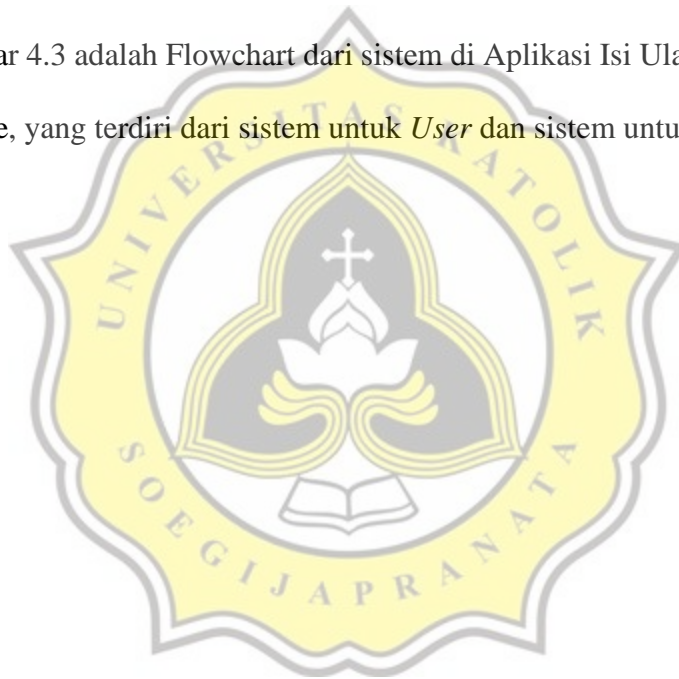 ar 4.3 adalah Flowchart dari sistem di Aplikasi Isi Ula
e, yang terdiri dari sistem untuk User dan sistem untu
UNIVERSITAS KATOLIK
SOEGIJAPRANATA